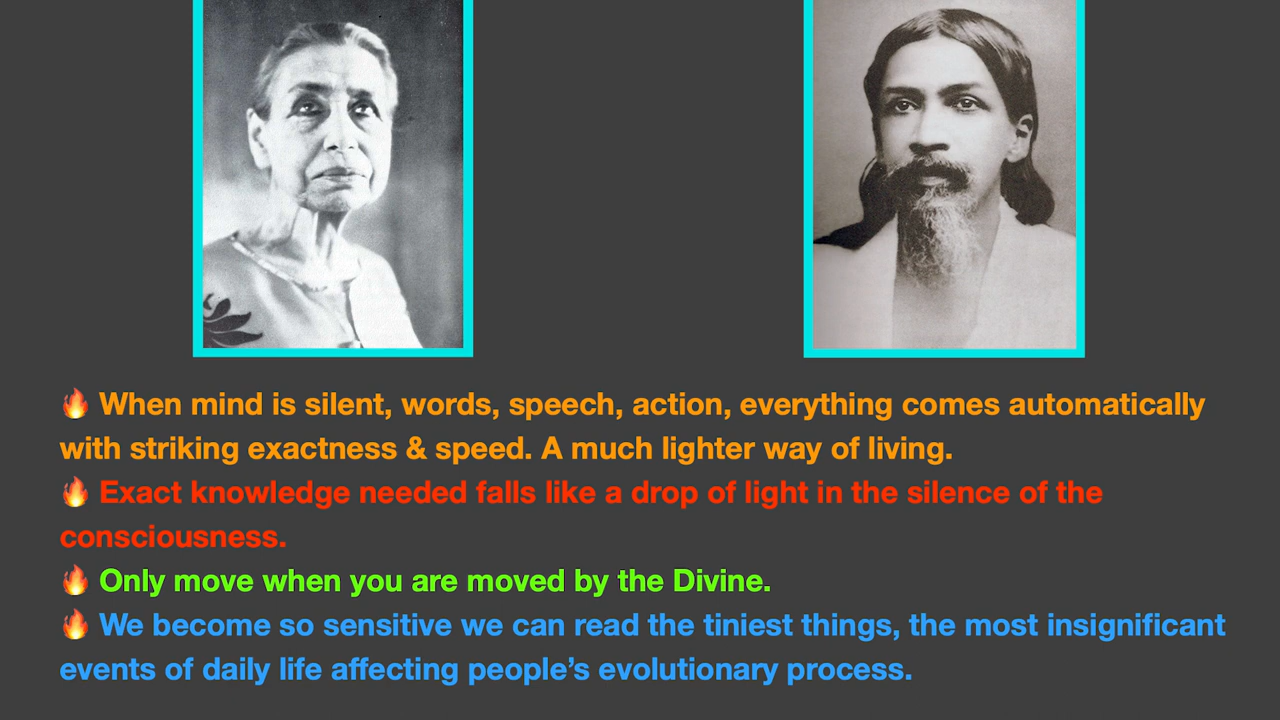 🔥 When mind is silent, words, speech, action, everything comes automatically
with striking exactness & speed. A much lighter way of living.
🔥 Exact knowledge needed falls like a drop of light in the silence of the
consciousness.
🔥 Only move when you are moved by the Divine.
🔥 We become so sensitive we can read the tiniest things, the most insignificant
events of daily life affecting people’s evolutionary process.